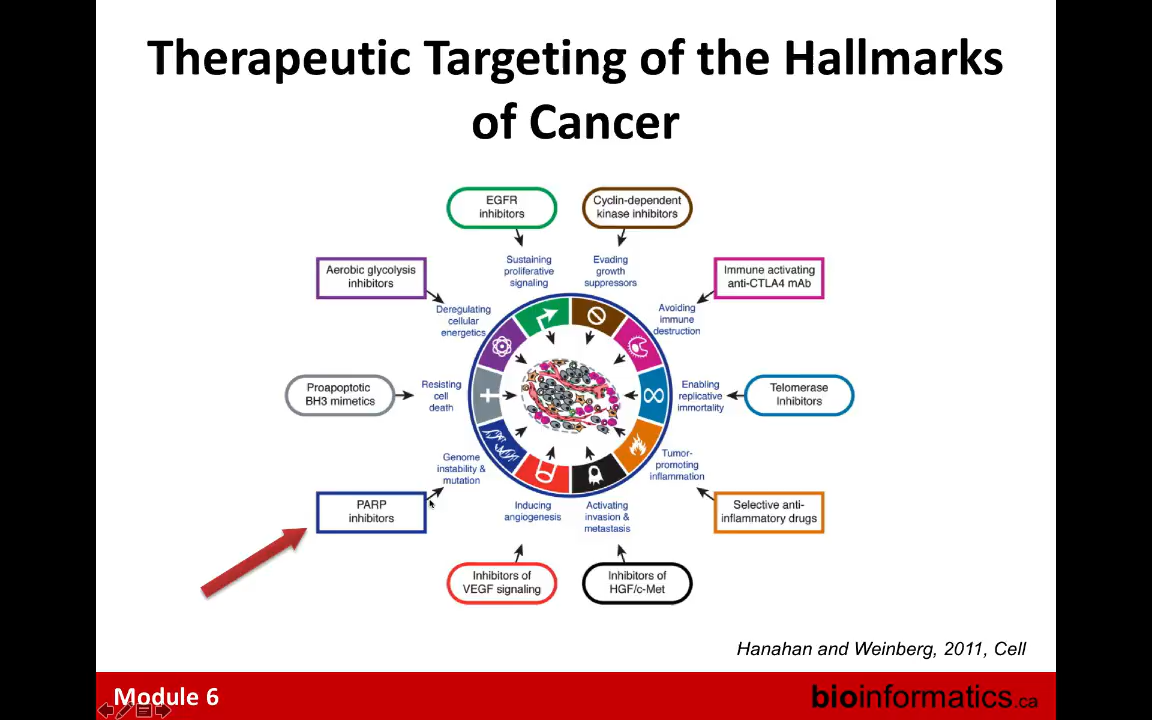 Therapeutic Targeting of the Hallmarks
of Cancer
EGFR
inhibitors
Cyclin-dependent
kinase inhibitors
Aerobic glycolysis
inhibitors
Sustaining
proliferative
signaling
Evading
growth
suppressors
Immune activating
anti-CTLA4 mAb
Deregulating
cellular
energetics
Avoiding
immune
destruction
Proapoptotic
BH3 mimetics
Resisting
cell
death
Enabling
replicative
immortality
Telomerase
Inhibitors
Genome
instability &
mutation
Tumor-
promoting
inflammation
PARP
inhibitors
Inducing
angiogenesis
Activating
invasion &
metastasis
Selective anti-
inflammatory drugs
Inhibitors of
VEGF signaling
Inhibitors of
HGF/c-Met
Hanahan and Weinberg, 2011, Cell
Module 6
bioinformatics.ca